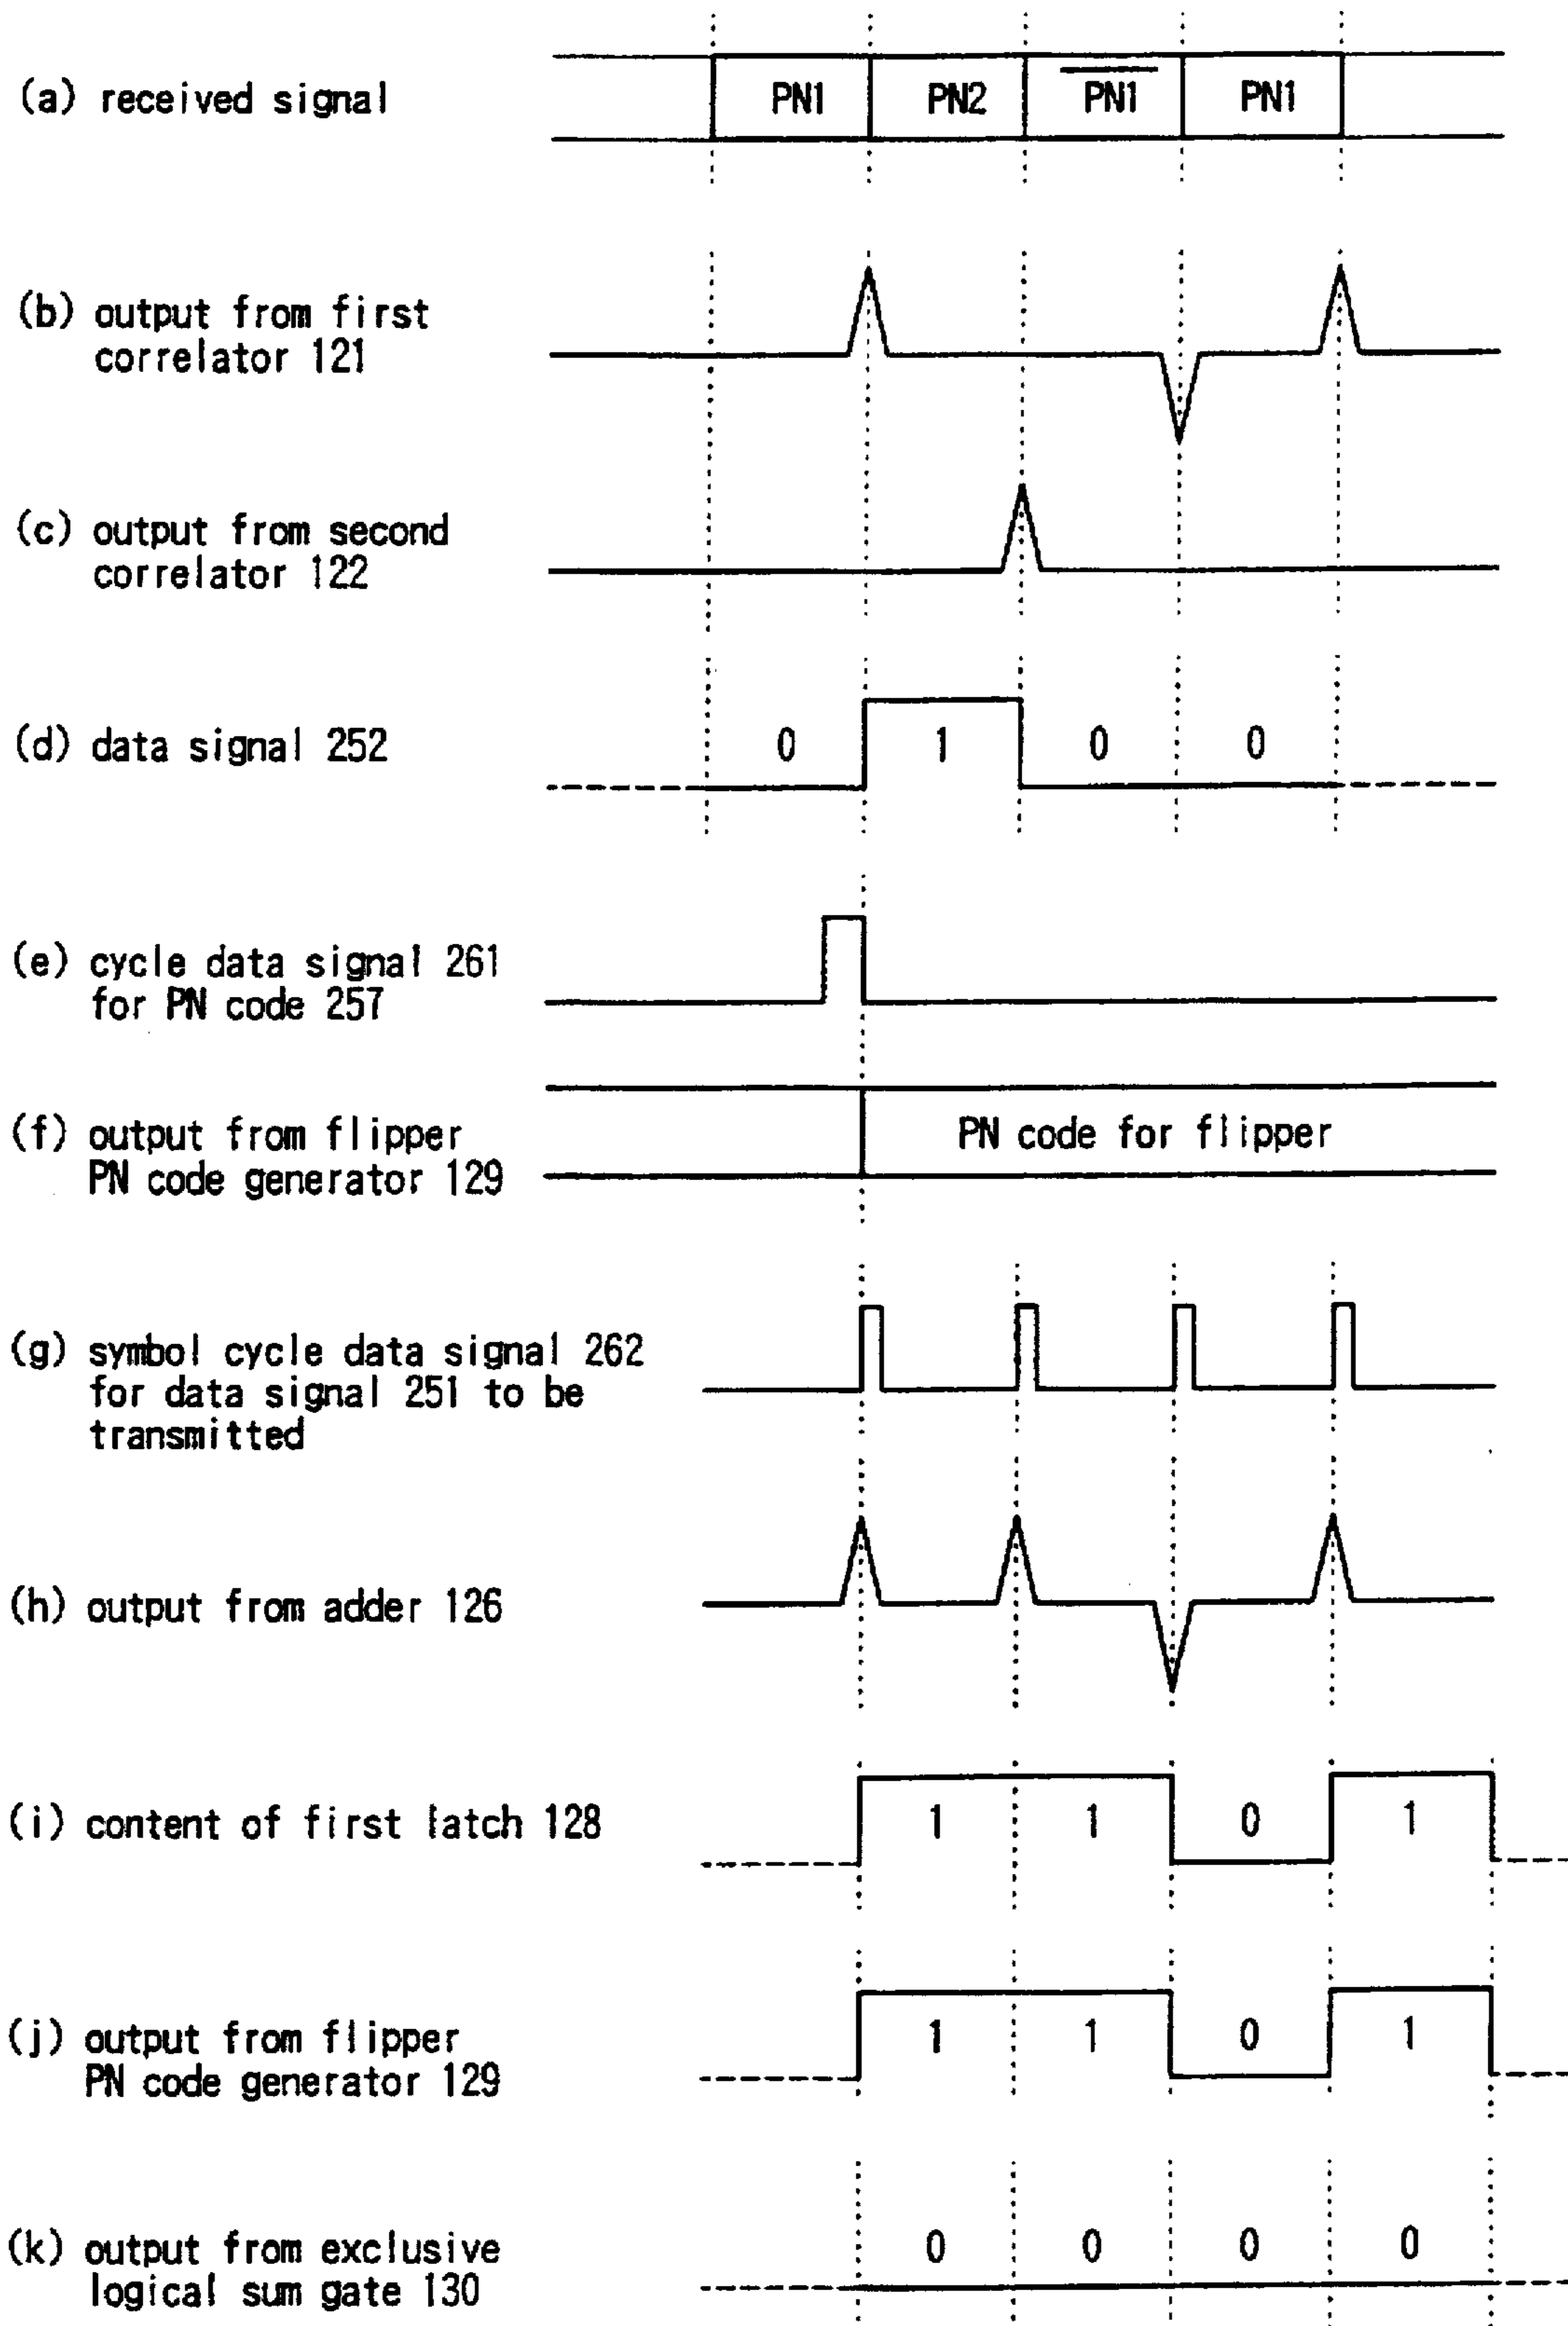 (a) received signal
PN1 PN2 P̅N̅1̅ PN1
(b) output from first
correlator 121
(c) output from second
correlator 122
(d) data signal 252
0 1 0 0
(e) cycle data signal 261
for PN code 257
(f) output from flipper
PN code generator 129
PN code for flipper
(g) symbol cycle data signal 262
for data signal 251 to be
transmitted
(h) output from adder 126
(i) content of first latch 128
1 1 0 1
(j) output from flipper
PN code generator 129
1 1 0 1
(k) output from exclusive
logical sum gate 130
0 0 0 0